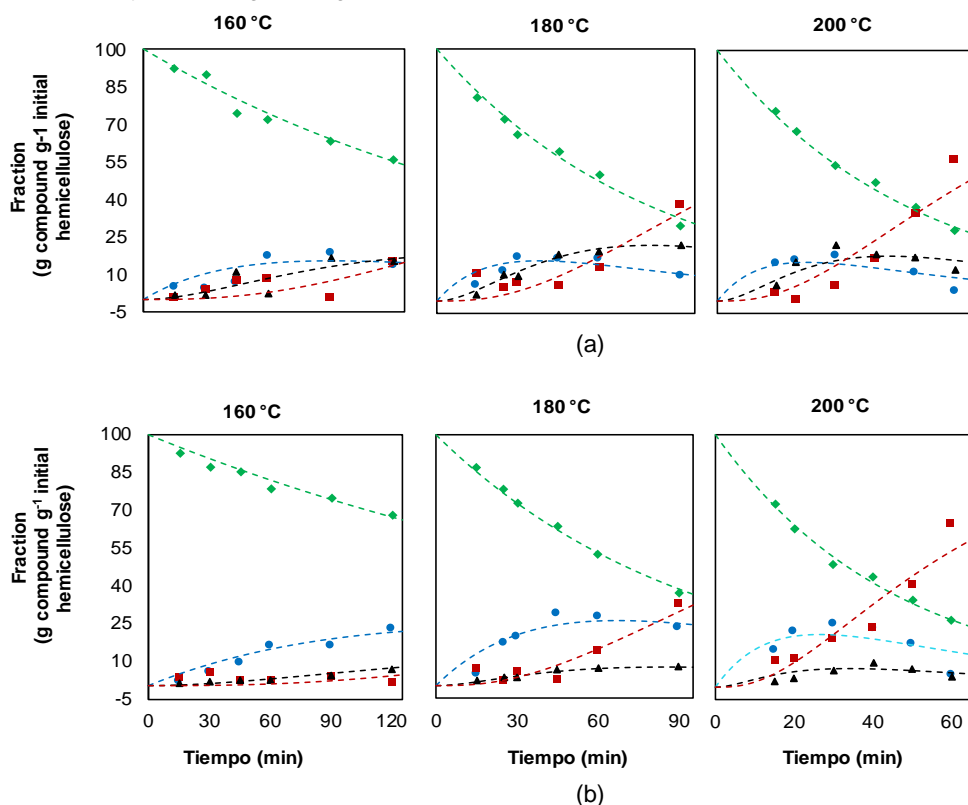 160 °C 180 °C 200 °C
100
85
70
55
40
25
10
-5
Fraction
(g compound g-1 initial
hemicellulose)
(a)
160 °C 180 °C 200 °C
100
85
70
55
40
25
10
-5
Fraction
(g compound g⁻¹ initial
hemicellulose)
0 30 60 90 120 0 30 60 90 0 20 40 60
Tiempo (min) Tiempo (min) Tiempo (min)
(b)